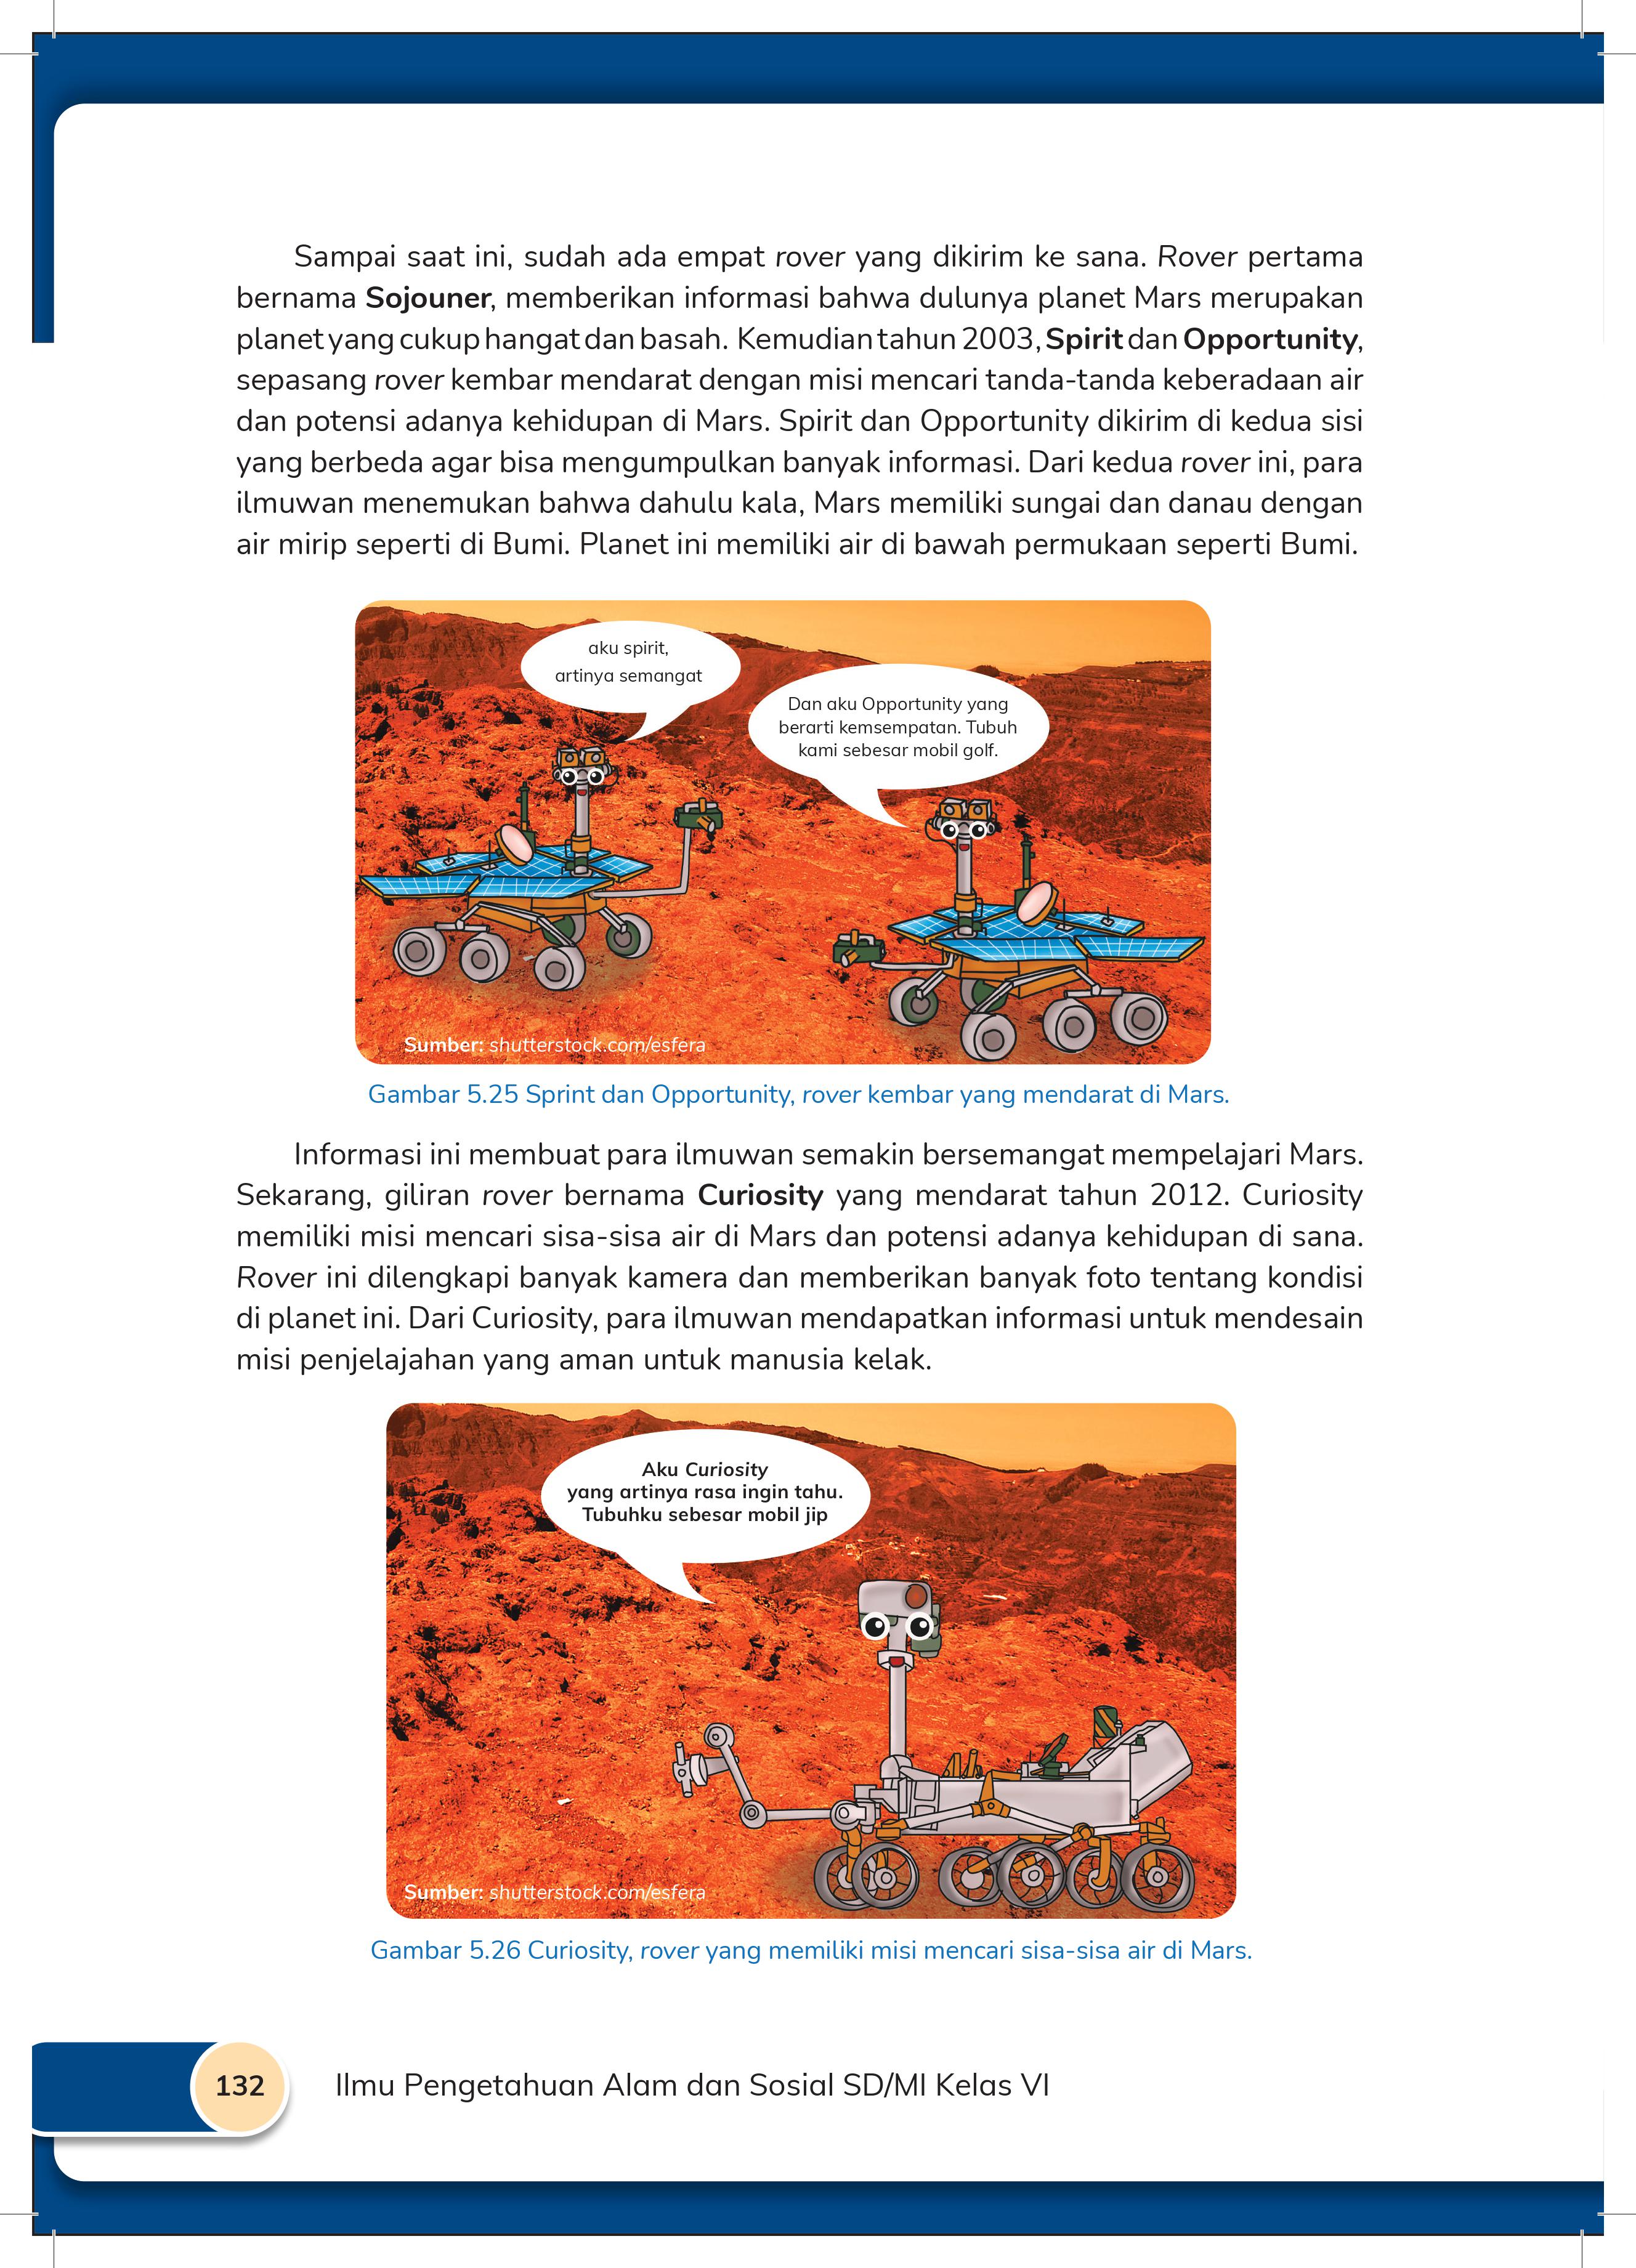 Sampai saat ini, sudah ada empat rover yang dikirim ke sana. Rover pertama
bernama Sojouner, memberikan informasi bahwa dulunya planet Mars merupakan
planet yang cukup hangat dan basah. Kemudian tahun 2003, Spirit dan Opportunity,
sepasang rover kembar mendarat dengan misi mencari tanda-tanda keberadaan air
dan potensi adanya kehidupan di Mars. Spirit dan Opportunity dikirim di kedua sisi
yang berbeda agar bisa mengumpulkan banyak informasi. Dari kedua rover ini, para
ilmuwan menemukan bahwa dahulu kala, Mars memiliki sungai dan danau dengan
air mirip seperti di Bumi. Planet ini memiliki air di bawah permukaan seperti Bumi.
aku spirit,
artinya semangat
Dan aku Opportunity yang
berarti kemsempatan. Tubuh
kami sebesar mobil golf.
Sumber: shutterstock.com/esfera
Gambar 5.25 Sprint dan Opportunity, rover kembar yang mendarat di Mars.
Informasi ini membuat para ilmuwan semakin bersemangat mempelajari Mars.
Sekarang, giliran rover bernama Curiosity yang mendarat tahun 2012. Curiosity
memiliki misi mencari sisa-sisa air di Mars dan potensi adanya kehidupan di sana.
Rover ini dilengkapi banyak kamera dan memberikan banyak foto tentang kondisi
di planet ini. Dari Curiosity, para ilmuwan mendapatkan informasi untuk mendesain
misi penjelajahan yang aman untuk manusia kelak.
Aku Curiosity
yang artinya rasa ingin tahu.
Tubuhku sebesar mobil jip
Sumber: shutterstock.com/esfera
Gambar 5.26 Curiosity, rover yang memiliki misi mencari sisa-sisa air di Mars.
132
Ilmu Pengetahuan Alam dan Sosial SD/MI Kelas VI